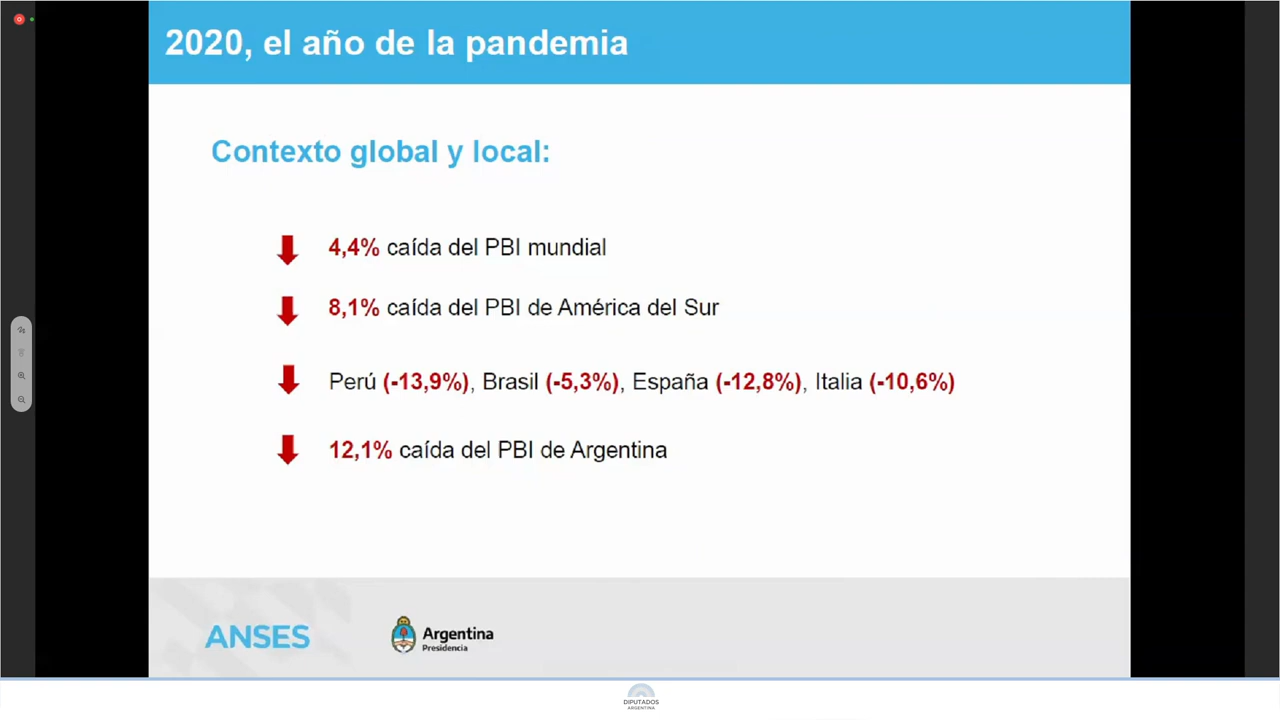 2020, el año de la pandemia
Contexto global y local:
4,4% caída del PBI mundial
8,1% caída del PBI de América del Sur
Perú (-13,9%), Brasil (-5,3%), España (-12,8%), Italia (-10,6%)
12,1% caída del PBI de Argentina
ANSES
Argentina
Presidencia
DIPUTADOS
ARGENTINA